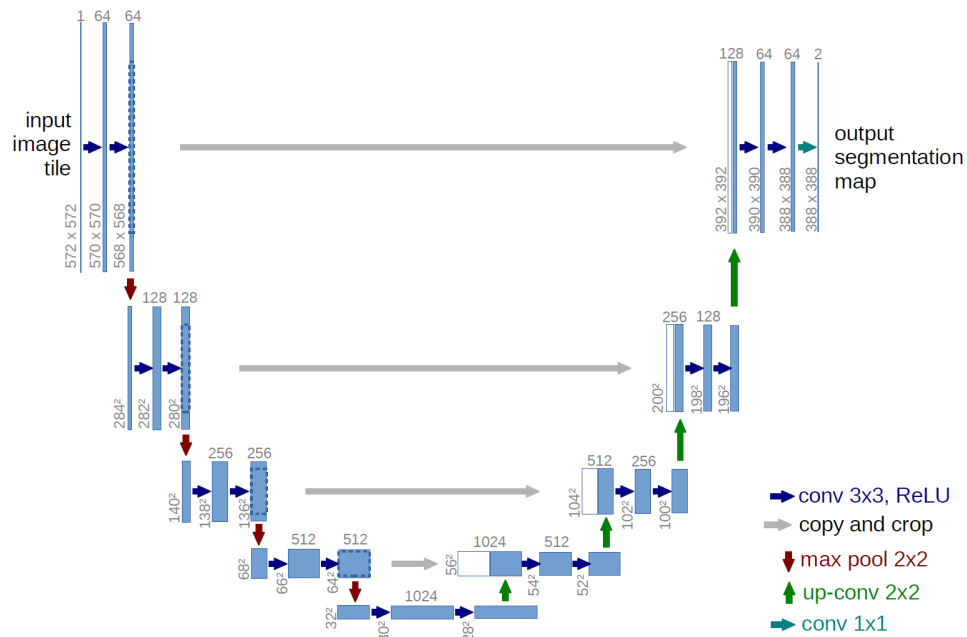 1 64 64
input
image
tile
572 x 572
570 x 570
568 x 568
128 64 64 2
392 x 392
390 x 390
388 x 388
388 x 388
output
segmentation
map
128 128
284²
282²
280²
256 128
200²
198²
196²
256 256
140²
138²
136²
512 256
104²
102²
100²
512 512
68²
66²
64²
1024 512
56²
54²
52²
1024
32²
30²
28²
conv 3x3, ReLU
copy and crop
max pool 2x2
up-conv 2x2
conv 1x1